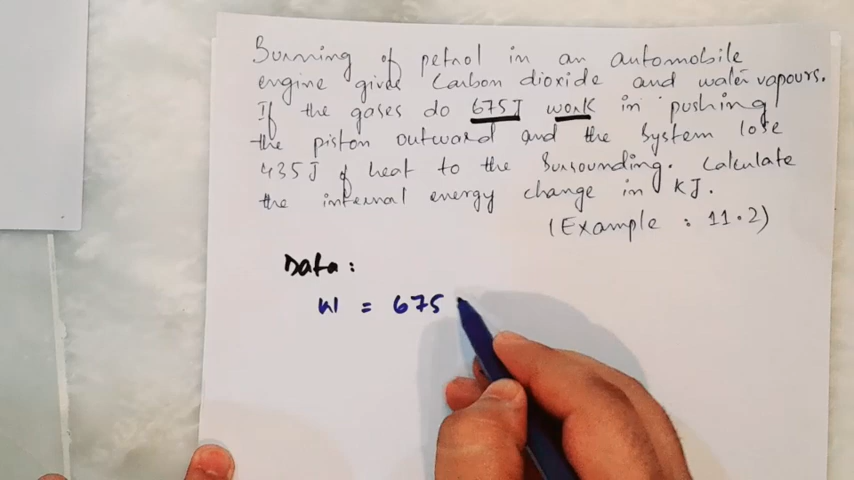 Burning of petrol in an automobile
engine gives Carbon dioxide and water vapours.
If the gases do 675J work in pushing
the piston outward and the System lose
435J of heat to the Surrounding. Calculate
the internal energy change in KJ.
(Example : 11.2)
Data:
W = 675